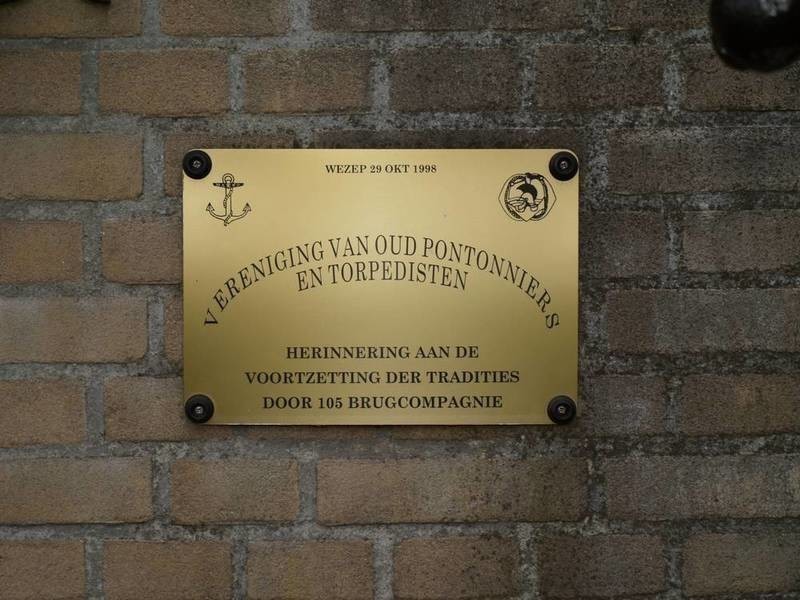 WEZEP 29 OKT 1998
VERENIGING VAN OUD PONTONNIERS
EN TORPEDISTEN
HERINNERING AAN DE
VOORTZETTING DER TRADITIES
DOOR 105 BRUGCOMPAGNIE